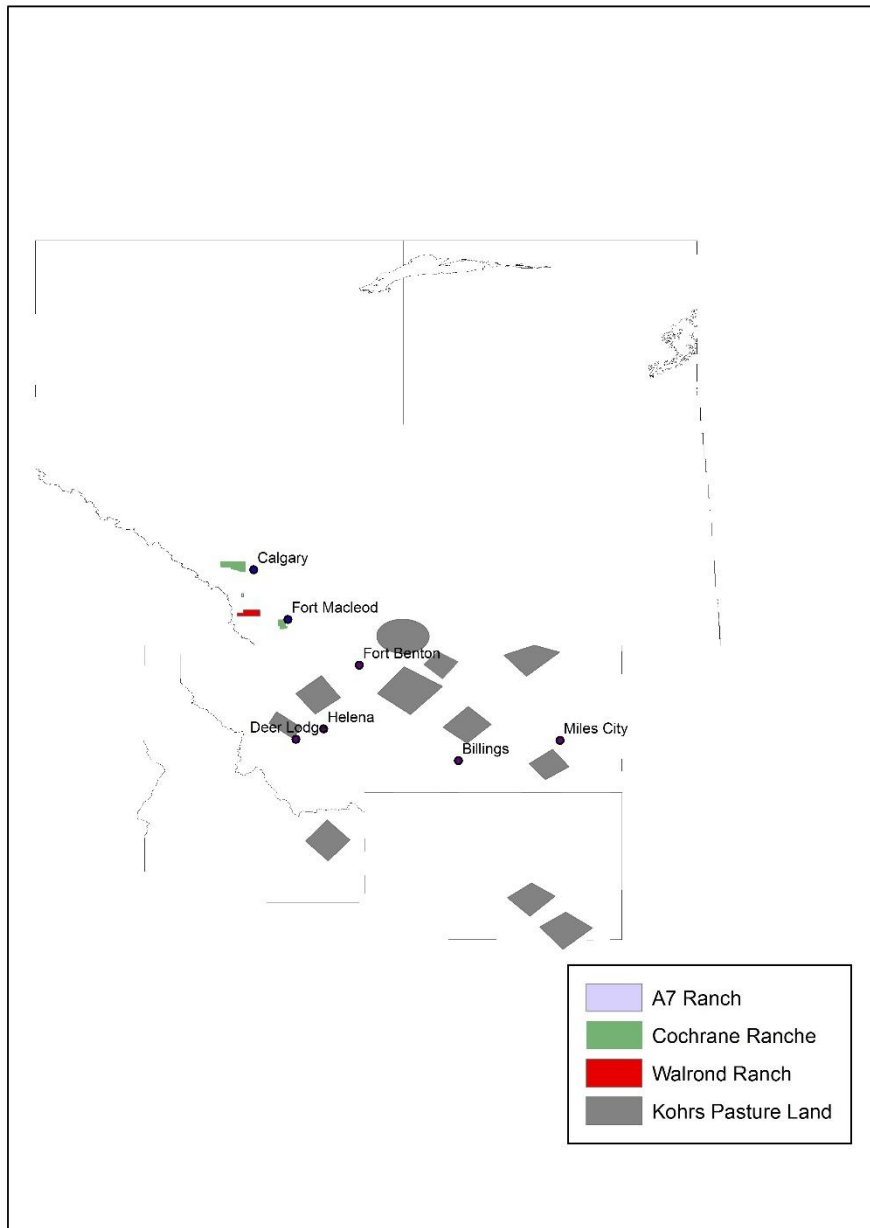 Calgary
Fort Macleod
Fort Benton
Helena
Deer Lodge
Miles City
Billings
A7 Ranch
Cochrane Ranche
Walrond Ranch
Kohrs Pasture Land